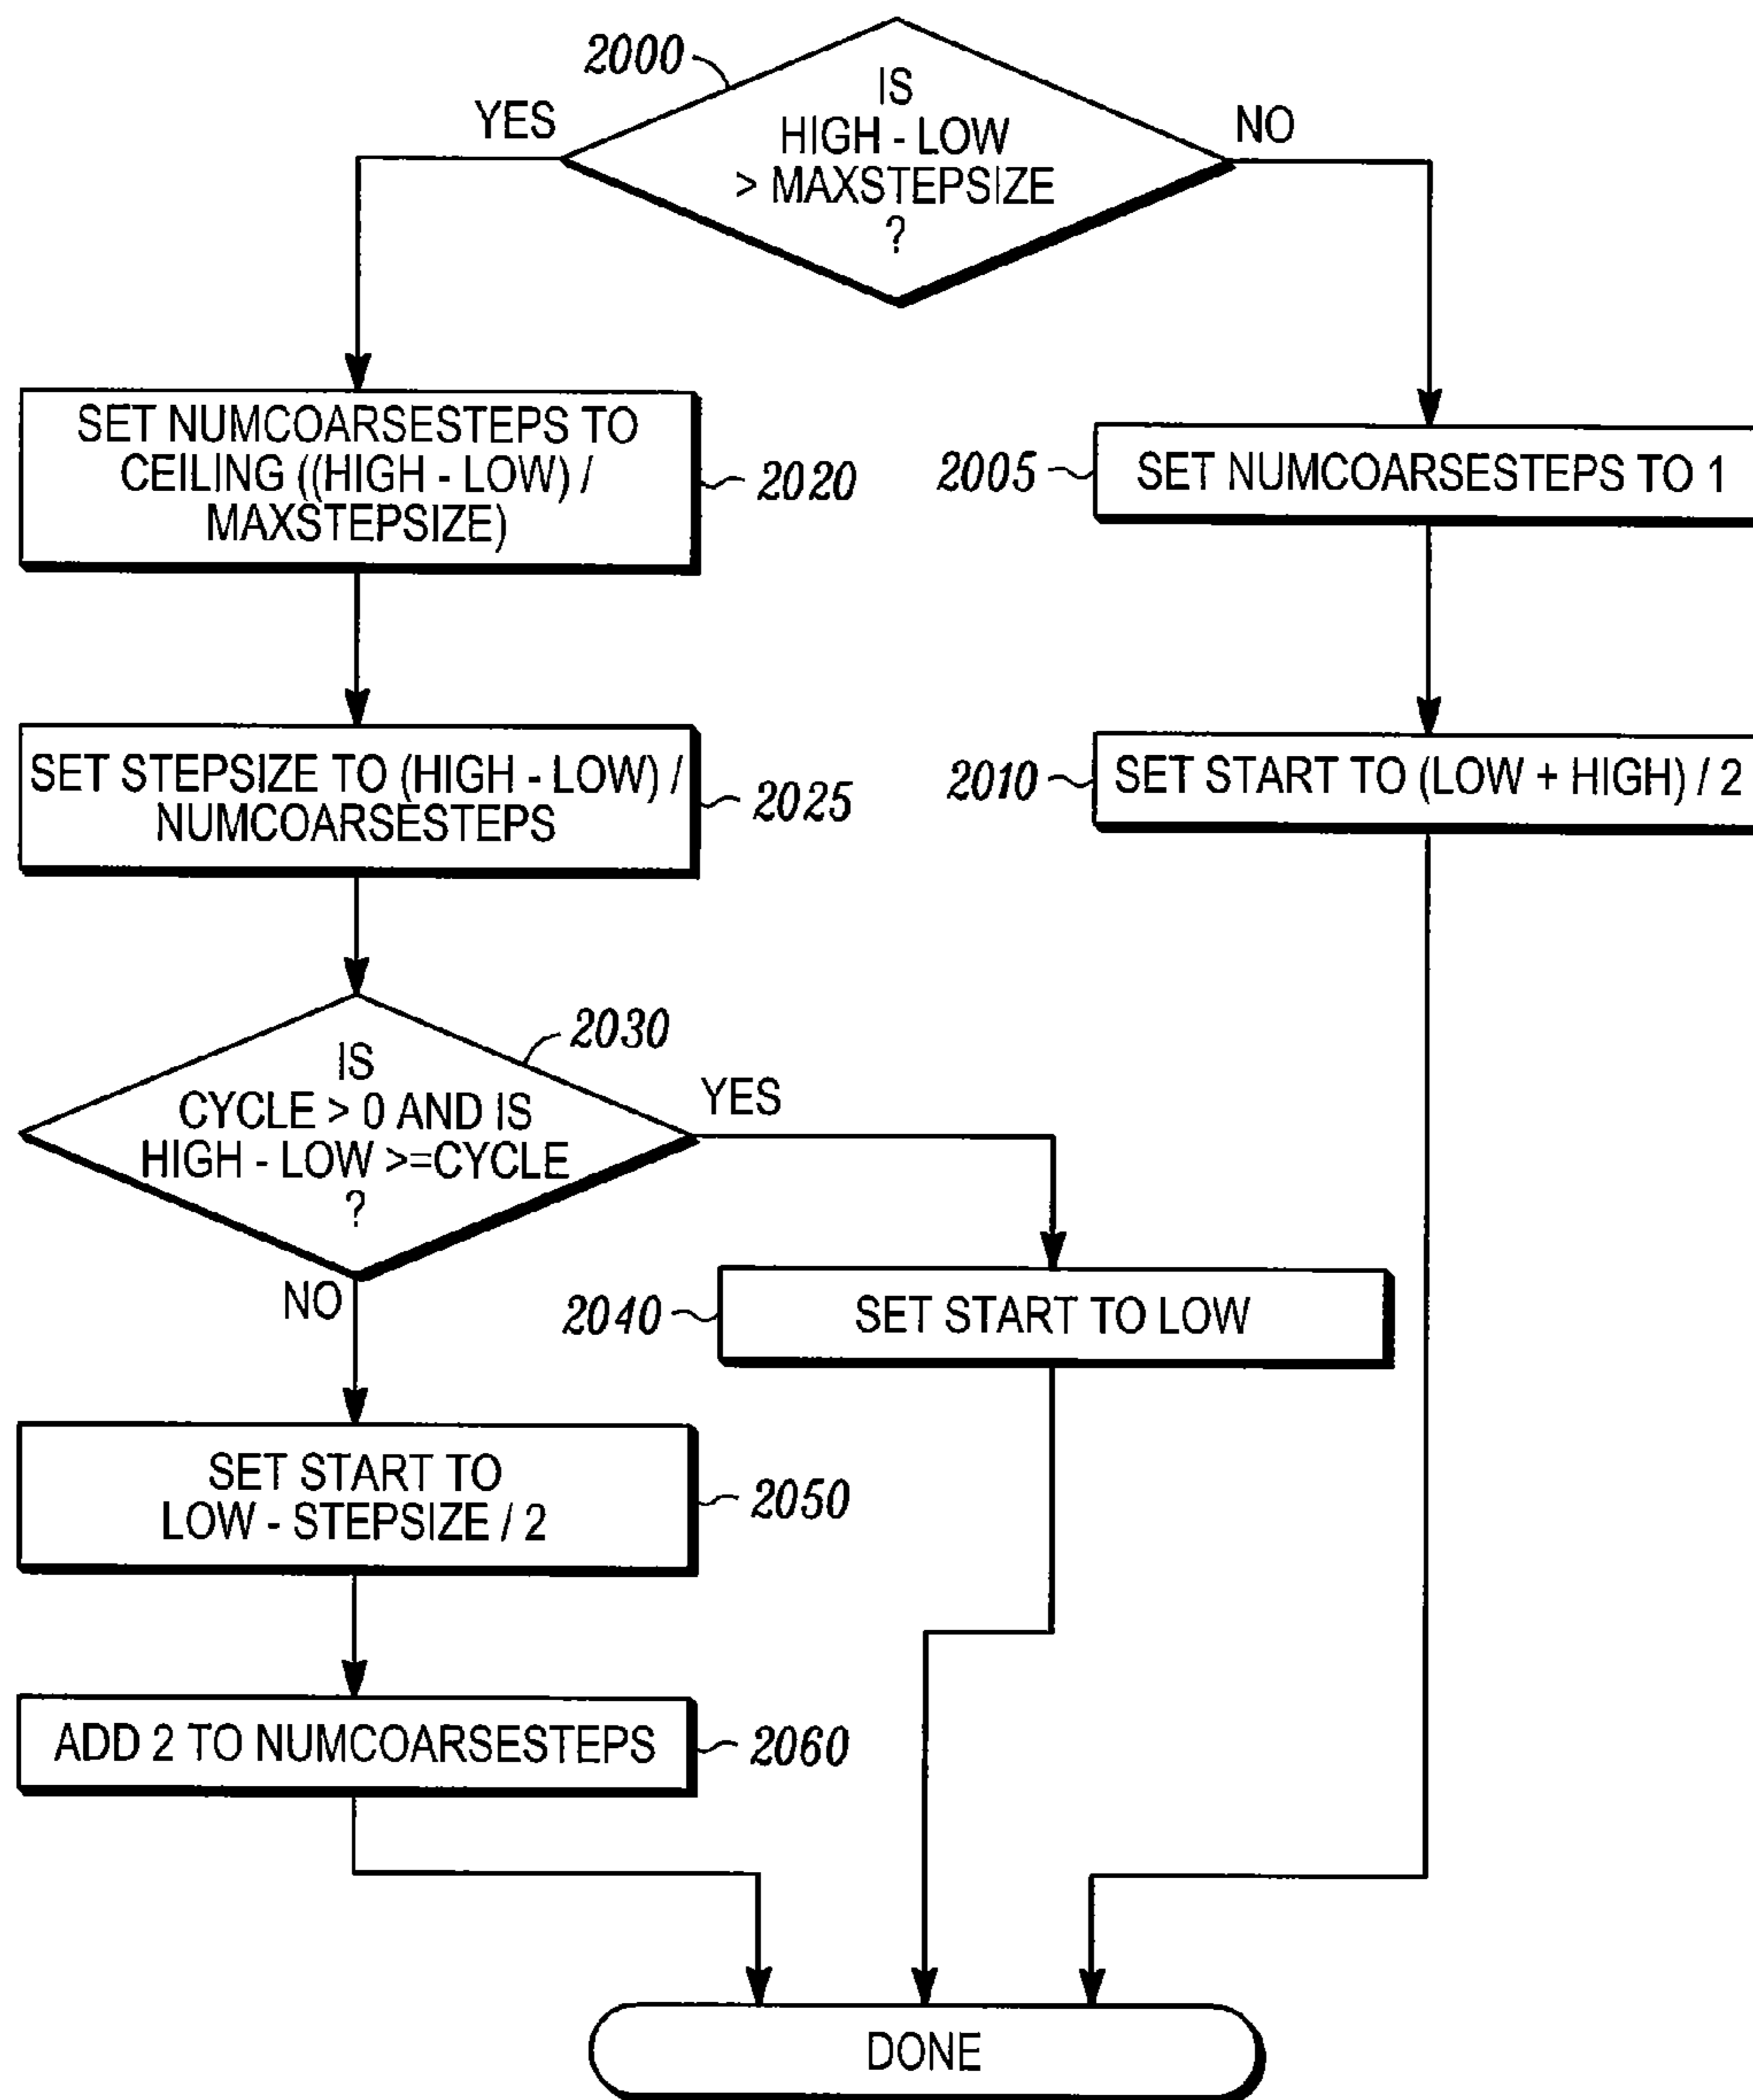 2000
IS
HIGH - LOW
> MAXSTEPSIZE
?
YES
NO
SET NUMCOARSESTEPS TO
CEILING ((HIGH - LOW) /
MAXSTEPSIZE)
2020
2005
SET NUMCOARSESTEPS TO 1
SET STEPSIZE TO (HIGH - LOW) /
NUMCOARSESTEPS
2025
2010
SET START TO (LOW + HIGH) / 2
2030
IS
CYCLE > 0 AND IS
HIGH - LOW >=CYCLE
?
YES
NO
2040
SET START TO LOW
SET START TO
LOW - STEPSIZE / 2
2050
ADD 2 TO NUMCOARSESTEPS
2060
DONE